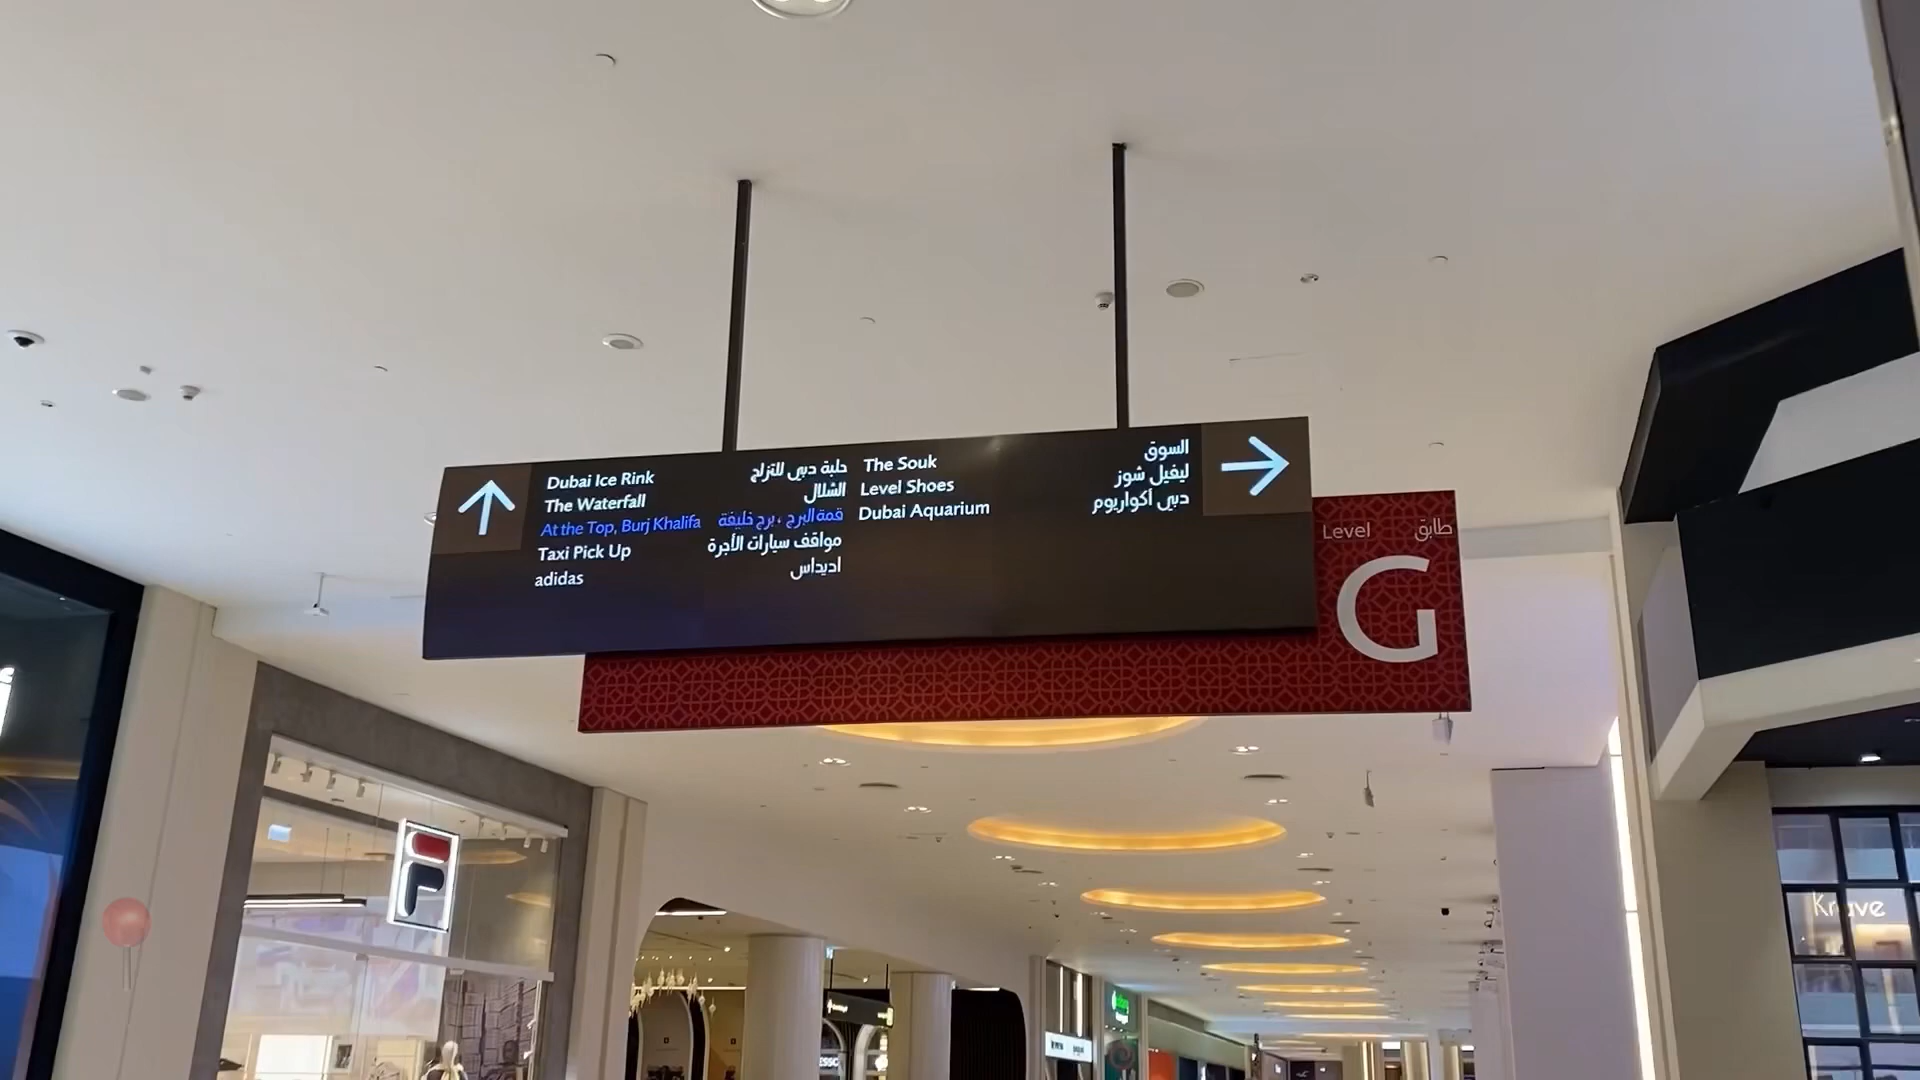 Dubai Ice Rink
The Waterfall
At the Top, Burj Khalifa
Taxi Pick Up
adidas
حلبة دبي للتزلج
الشلال
قمة البرج ، برج خليفة
مواقف سيارات الأجرة
اديداس
The Souk
Level Shoes
Dubai Aquarium
السوق
ليفيل شوز
دبي أكواريوم
Level
طابق
G
Krave